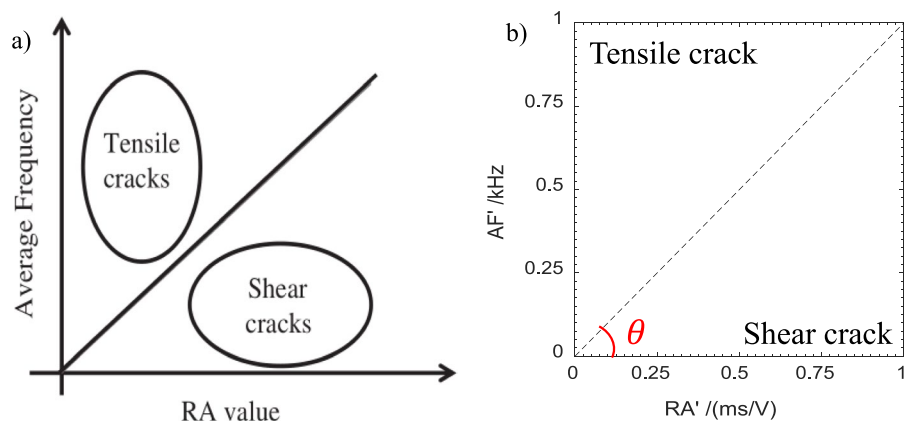 a)
Average Frequency
Tensile
cracks
Shear
cracks
RA value
b)
Tensile crack
Shear crack
θ
AF' /kHz
1
0.75
0.5
0.25
0
0
0.25
0.5
0.75
1
RA' /(ms/V)